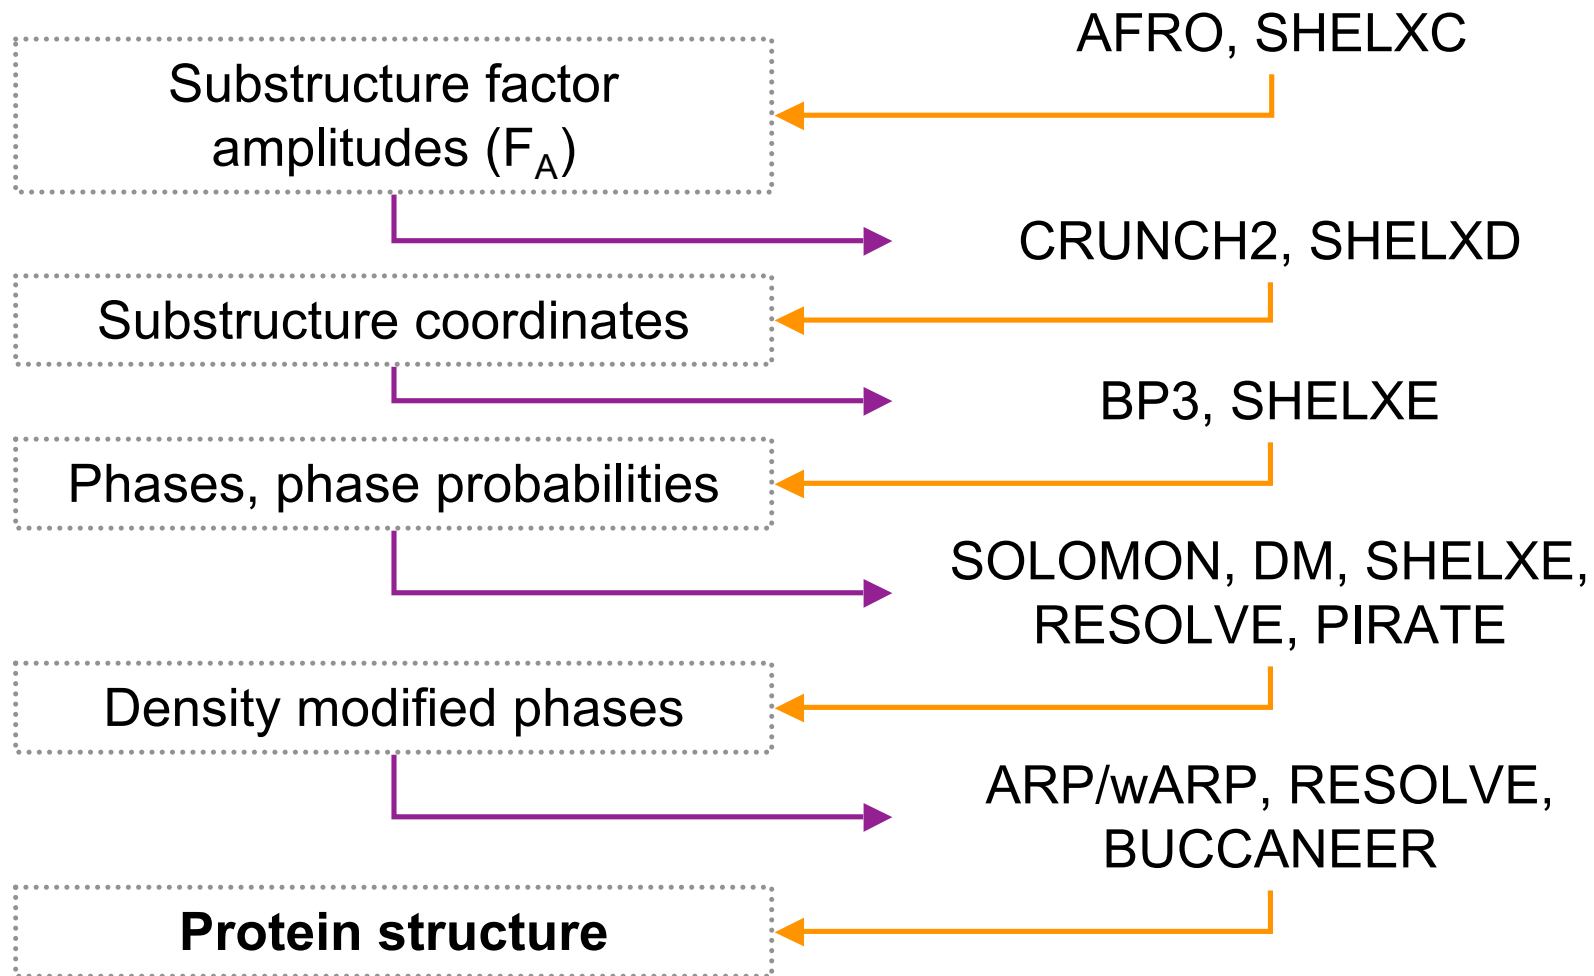 AFRO, SHELXC
Substructure factor
amplitudes (FA)
CRUNCH2, SHELXD
Substructure coordinates
BP3, SHELXE
Phases, phase probabilities
SOLOMON, DM, SHELXE,
RESOLVE, PIRATE
Density modified phases
ARP/wARP, RESOLVE,
BUCCANEER
Protein structure